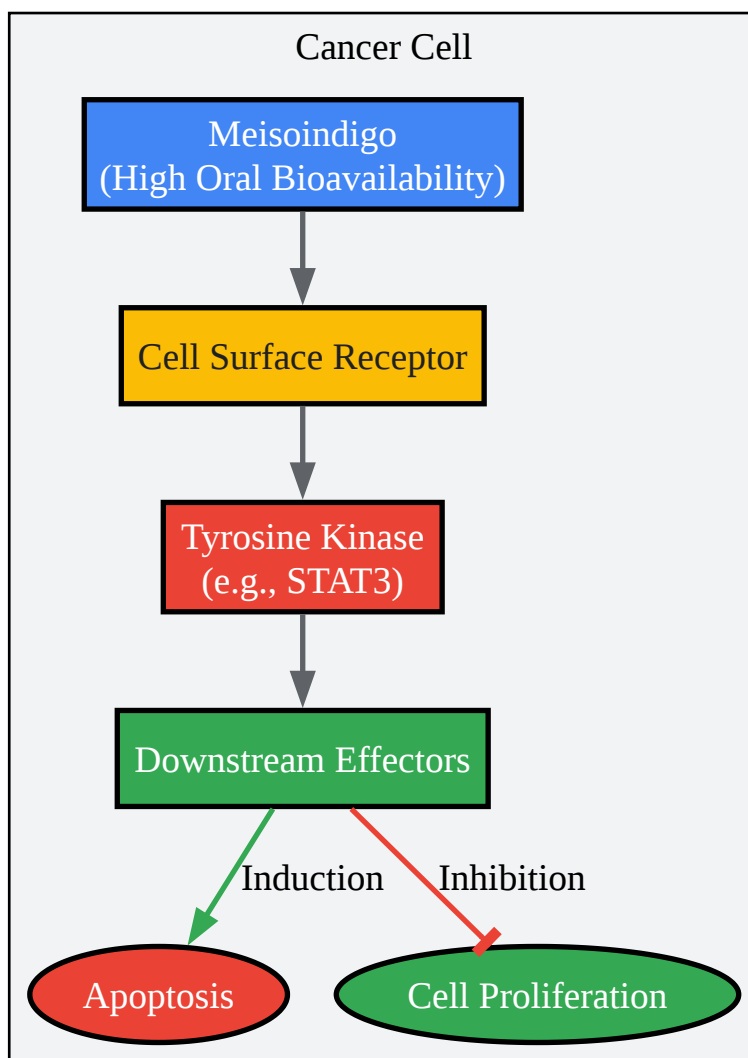 Cancer Cell
Meisoindigo
(High Oral Bioavailability)
Cell Surface Receptor
Tyrosine Kinase
(e.g., STAT3)
Downstream Effectors
Induction
Inhibition
Apoptosis
Cell Proliferation